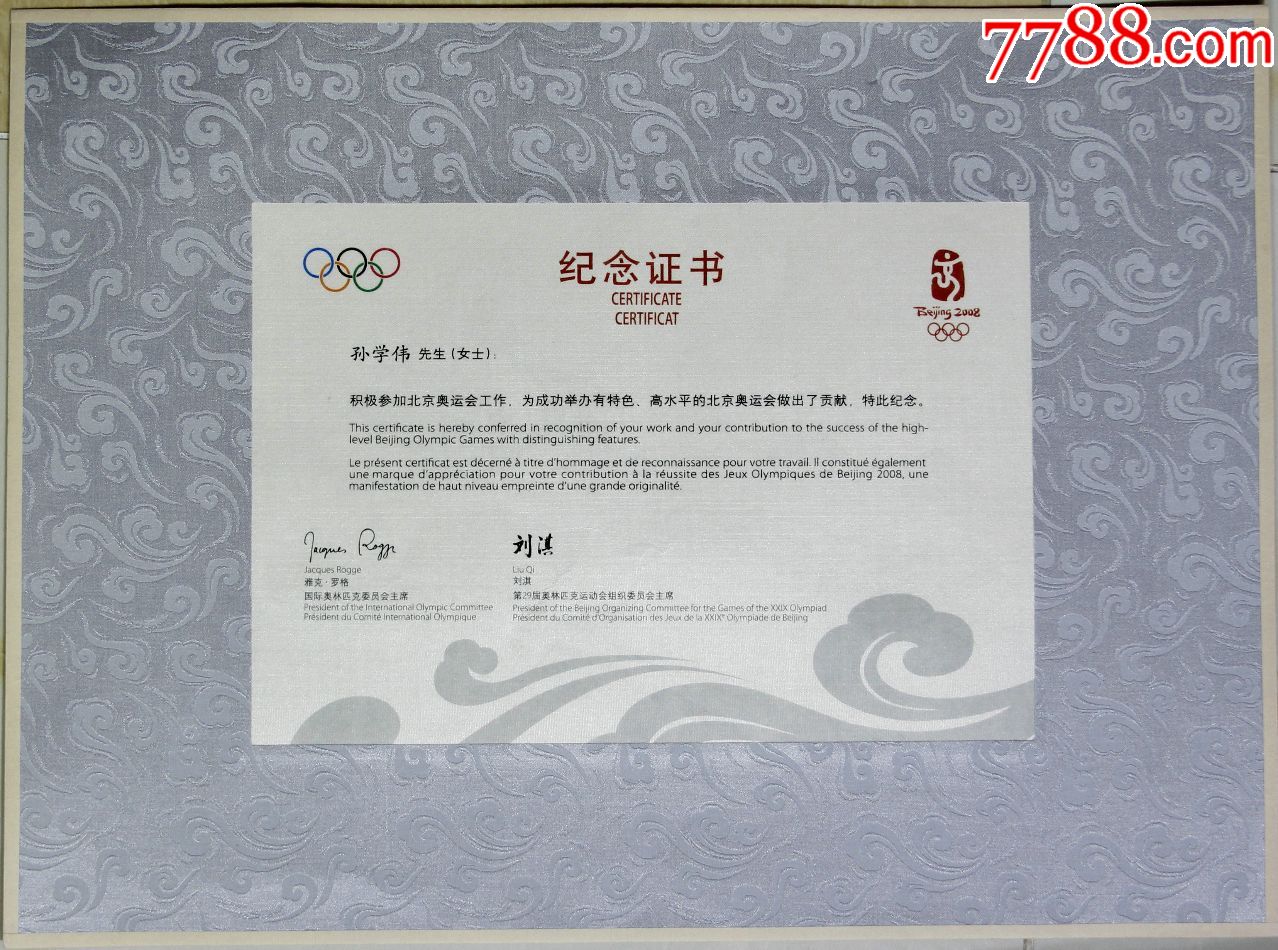 7788.com
纪念证书
CERTIFICATE
CERTIFICAT
Beijing 2008
孙学伟 先生（女士）：
积极参加北京奥运会工作，为成功举办有特色、高水平的北京奥运会做出了贡献，特此纪念。
This certificate is hereby conferred in recognition of your work and your contribution to the success of the high-
level Beijing Olympic Games with distinguishing features.
Le présent certificat est décerné à titre d'hommage et de reconnaissance pour votre travail. Il constitué également
une marque d'appréciation pour votre contribution à la réussite des Jeux Olympiques de Beijing 2008, une
manifestation de haut niveau empreinte d'une grande originalité.
Jacques Rogge
刘淇
Jacques Rogge
雅克·罗格
国际奥林匹克委员会主席
President of the International Olympic Committee
Président du Comité International Olympique
Liu Qi
刘淇
第29届奥林匹克运动会组织委员会主席
President of the Beijing Organizing Committee for the Games of the XXIX Olympiad
Président du Comité d'Organisation des Jeux de la XXIXe Olympiade de Beijing